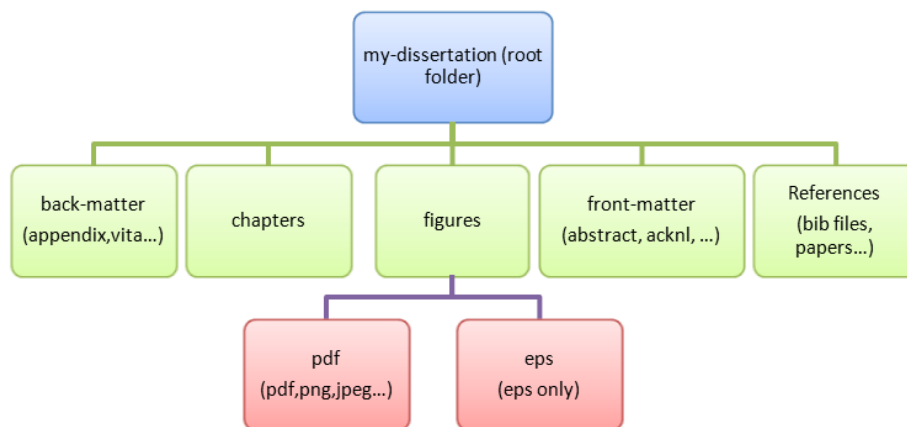 my-dissertation (root
folder)
back-matter
(appendix,vita...)
chapters
figures
front-matter
(abstract, acknl, ...)
References
(bib files,
papers...)
pdf
(pdf,png,jpeg...)
eps
(eps only)